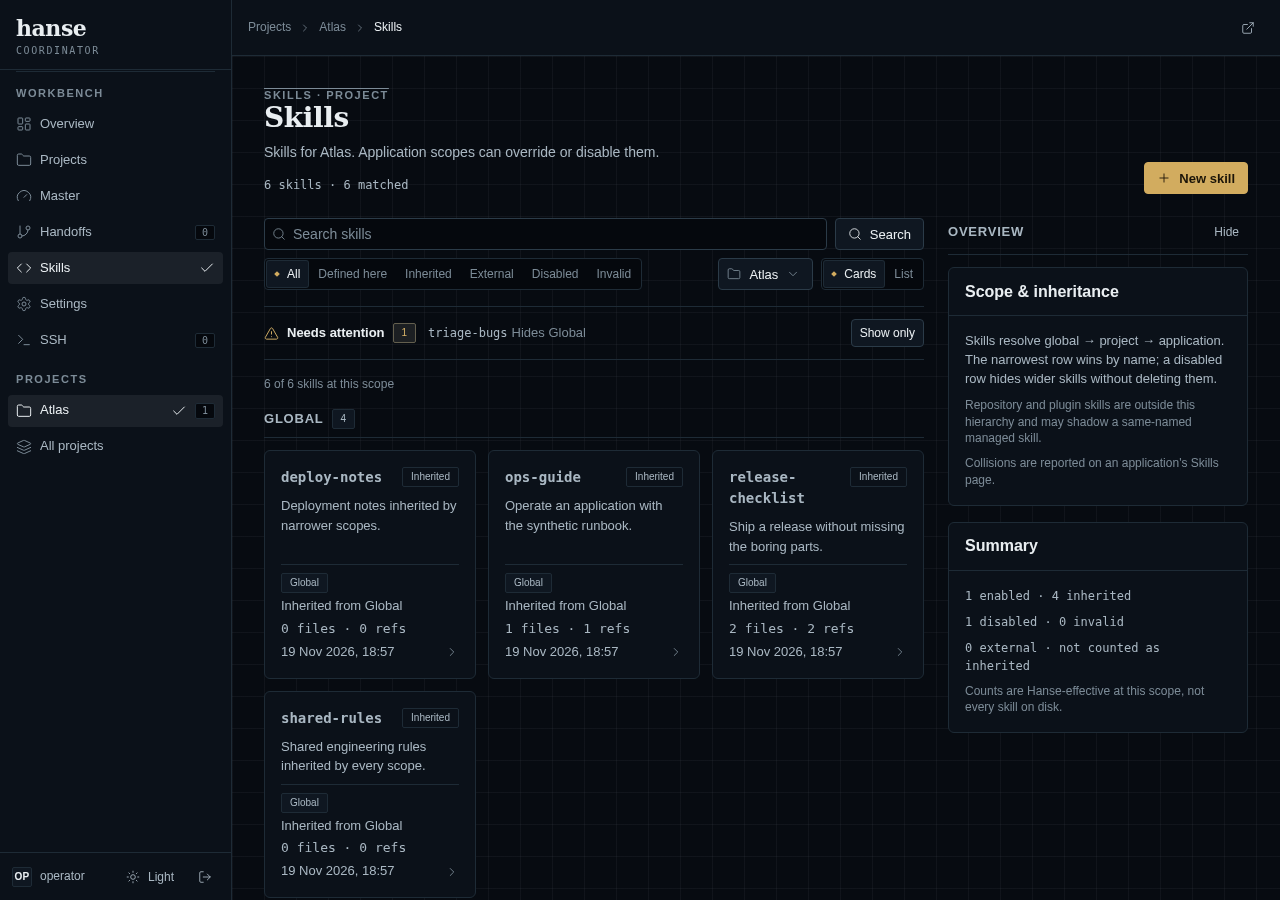 hanse
COORDINATOR
WORKBENCH
Overview
Projects
Master
Handoffs 0
Skills
Settings
SSH 0
PROJECTS
Atlas 1
All projects
OP operator Light
Projects Atlas Skills
SKILLS · PROJECT
Skills
Skills for Atlas. Application scopes can override or disable them.
6 skills · 6 matched
New skill
Search skills Search
All Defined here Inherited External Disabled Invalid Atlas Cards List
Needs attention 1 triage-bugs Hides Global Show only
6 of 6 skills at this scope
GLOBAL 4
deploy-notes Inherited
Deployment notes inherited by
narrower scopes.
Global
Inherited from Global
0 files · 0 refs
19 Nov 2026, 18:57
ops-guide Inherited
Operate an application with
the synthetic runbook.
Global
Inherited from Global
1 files · 1 refs
19 Nov 2026, 18:57
release-
checklist Inherited
Ship a release without missing
the boring parts.
Global
Inherited from Global
2 files · 2 refs
19 Nov 2026, 18:57
shared-rules Inherited
Shared engineering rules
inherited by every scope.
Global
Inherited from Global
0 files · 0 refs
19 Nov 2026, 18:57
OVERVIEW Hide
Scope & inheritance
Skills resolve global → project → application.
The narrowest row wins by name; a disabled
row hides wider skills without deleting them.
Repository and plugin skills are outside this
hierarchy and may shadow a same-named
managed skill.
Collisions are reported on an application's Skills
page.
Summary
1 enabled · 4 inherited
1 disabled · 0 invalid
0 external · not counted as
inherited
Counts are Hanse-effective at this scope, not
every skill on disk.